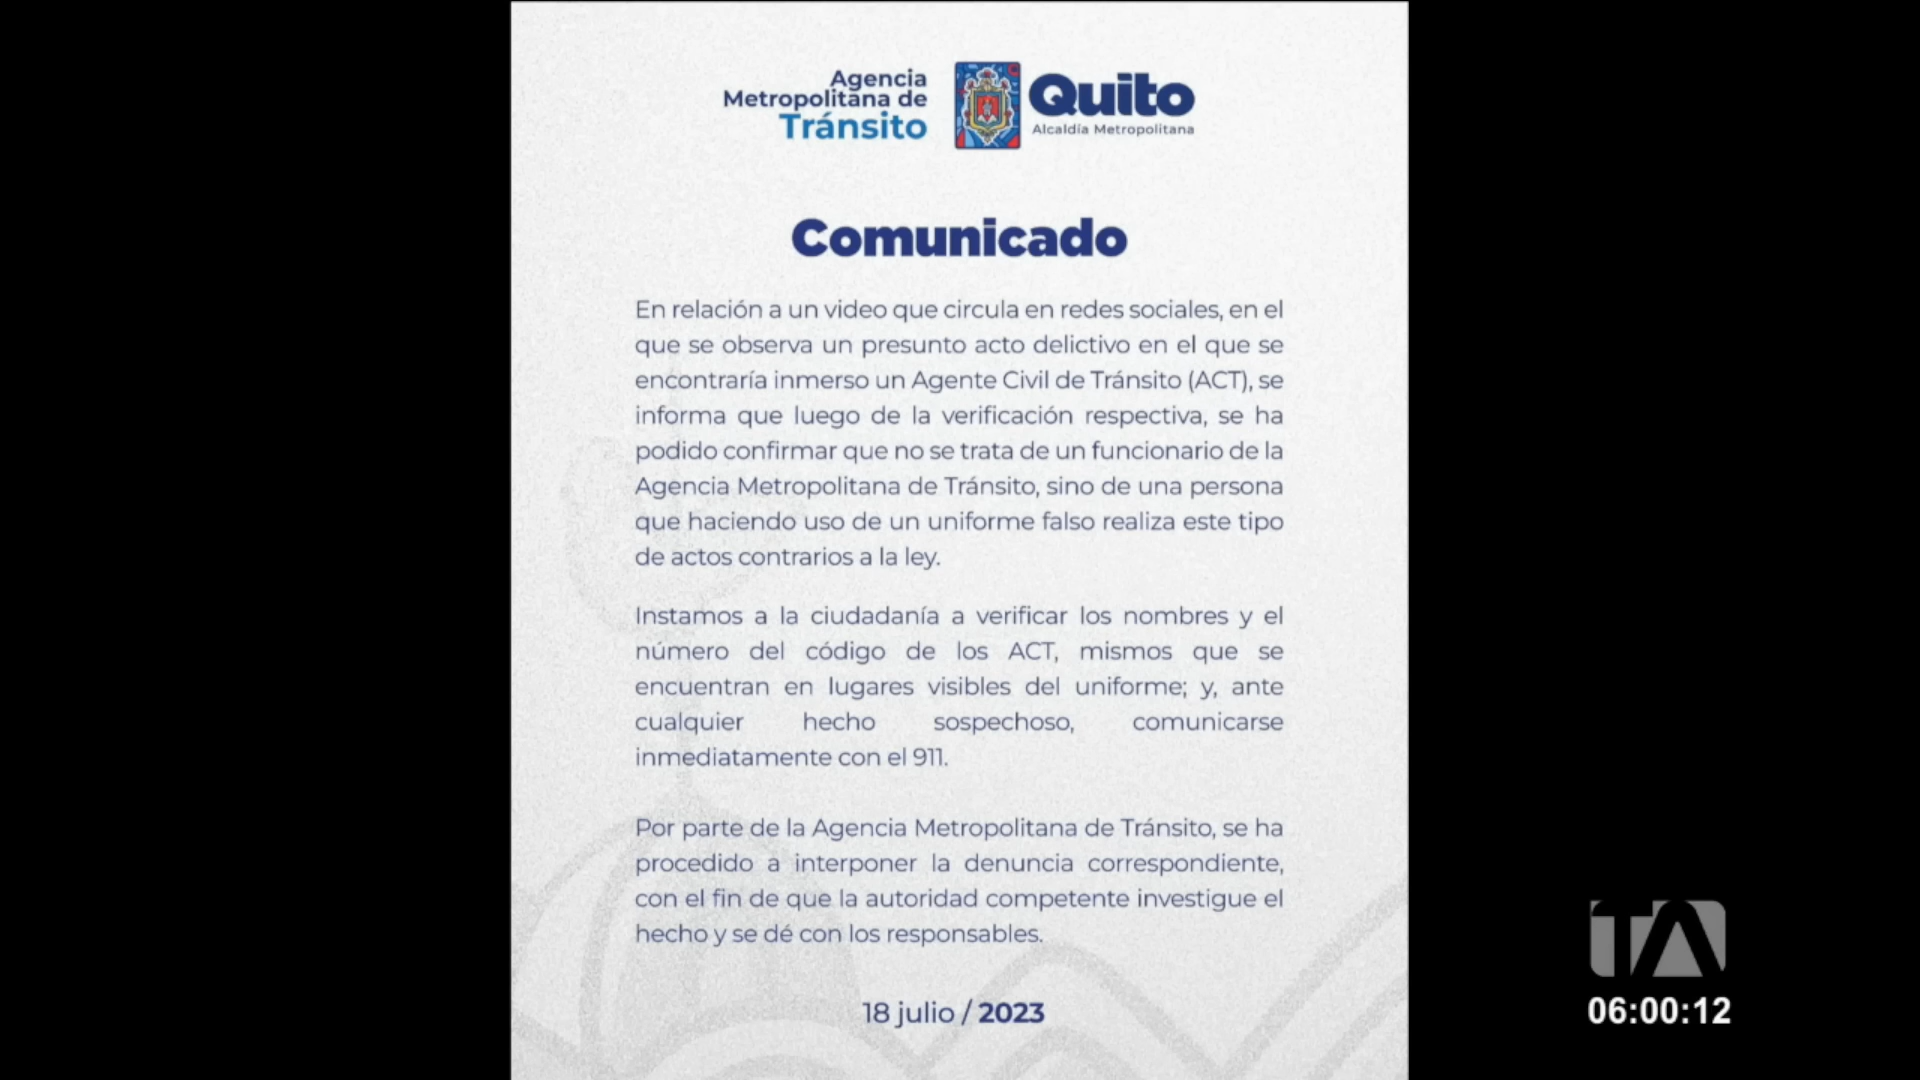 Agencia
Metropolitana de
Tránsito
Quito
Alcaldía Metropolitana
Comunicado
En relación a un video que circula en redes sociales, en el
que se observa un presunto acto delictivo en el que se
encontraría inmerso un Agente Civil de Tránsito (ACT), se
informa que luego de la verificación respectiva, se ha
podido confirmar que no se trata de un funcionario de la
Agencia Metropolitana de Tránsito, sino de una persona
que haciendo uso de un uniforme falso realiza este tipo
de actos contrarios a la ley.
Instamos a la ciudadanía a verificar los nombres y el
número del código de los ACT, mismos que se
encuentran en lugares visibles del uniforme; y, ante
cualquier hecho sospechoso, comunicarse
inmediatamente con el 911.
Por parte de la Agencia Metropolitana de Tránsito, se ha
procedido a interponer la denuncia correspondiente,
con el fin de que la autoridad competente investigue el
hecho y se dé con los responsables.
18 julio / 2023
TA
06:00:12